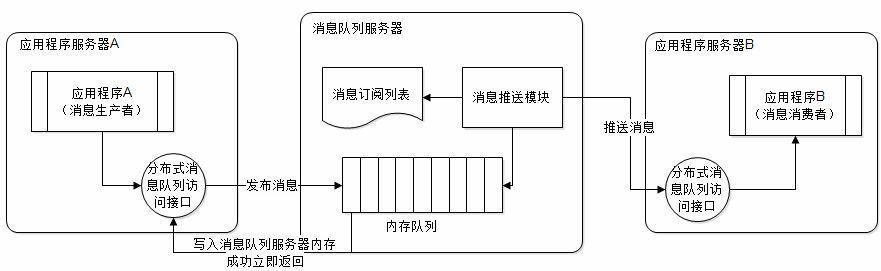 应用程序服务器A
应用程序A
（消息生产者）
分布式消
息队列访
问接口
发布消息
消息队列服务器
消息订阅列表
消息推送模块
内存队列
写入消息队列服务器内存
成功立即返回
推送消息
应用程序服务器B
应用程序B
（消息消费者）
分布式消
息队列访
问接口